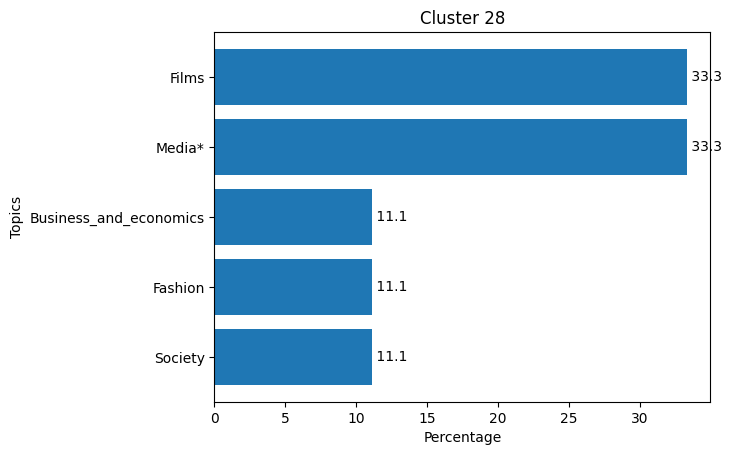 Cluster 28
Topics
Films 33.3
Media* 33.3
Business_and_economics 11.1
Fashion 11.1
Society 11.1
0 5 10 15 20 25 30
Percentage